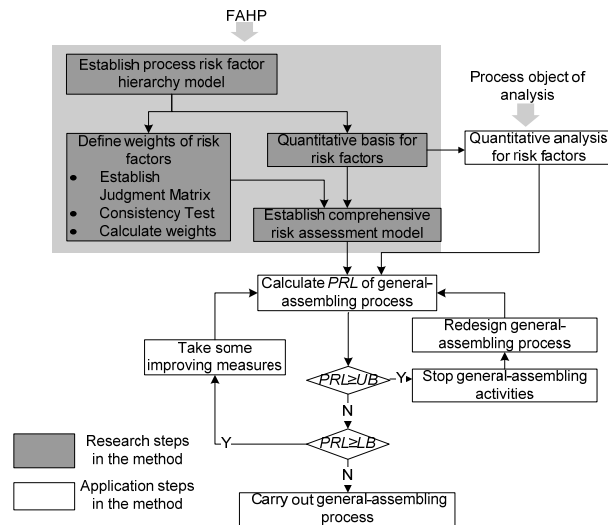 FAHP
Establish process risk factor
hierarchy model
Process object of
analysis
Define weights of risk
factors
● Establish
Judgment Matrix
● Consistency Test
● Calculate weights
Quantitative basis for
risk factors
Quantitative analysis
for risk factors
Establish comprehensive
risk assessment model
Calculate PRL of general-
assembling process
Redesign general-
assembling process
Take some
improving measures
PRL≥UB
Y
Stop general-assembling
activities
N
Y
PRL≥LB
N
Research steps
in the method
Application steps
in the method
Carry out general-assembling
process